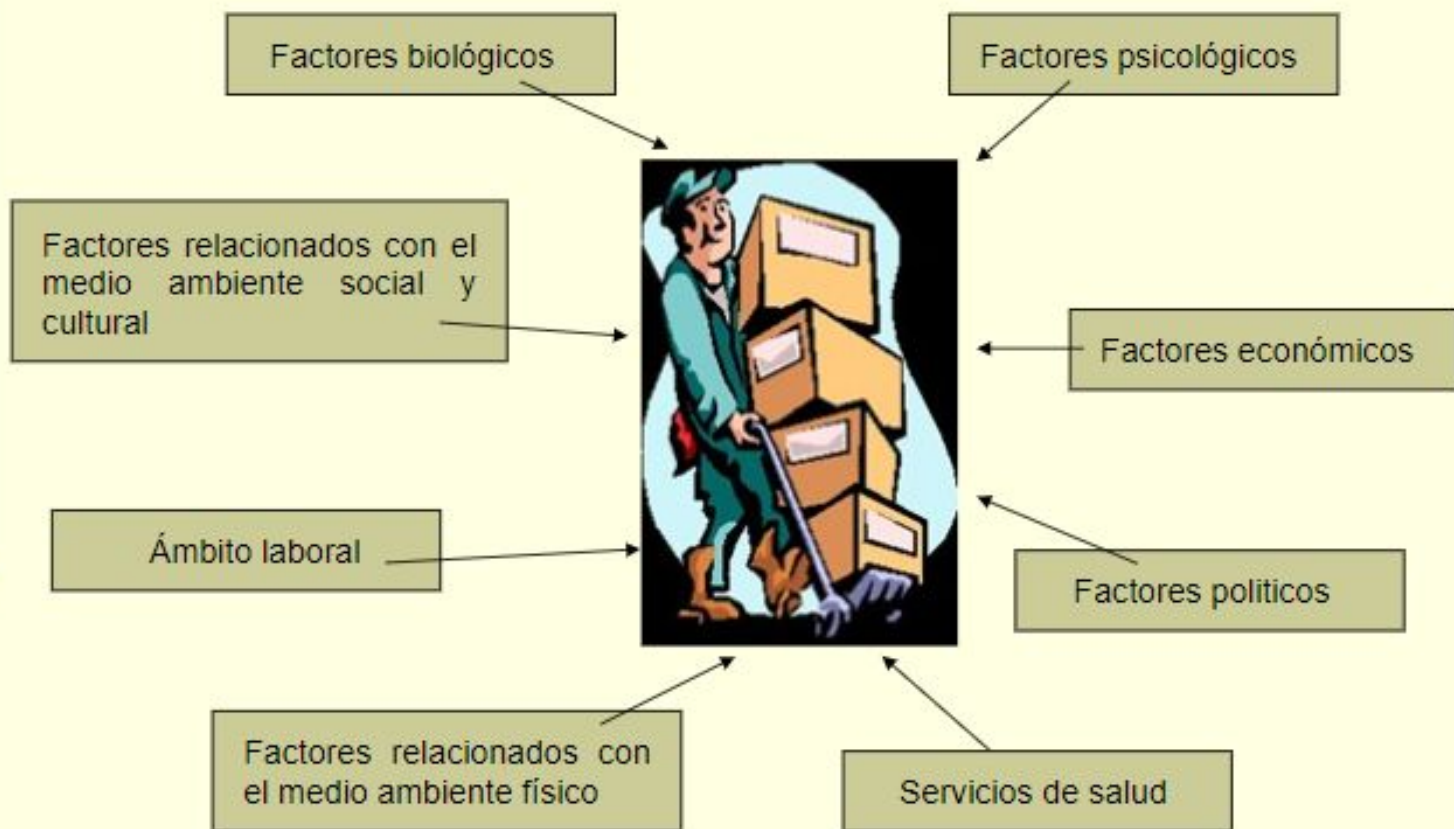 Factores biológicos
Factores psicológicos
Factores relacionados con el
medio ambiente social y
cultural
Factores económicos
Ámbito laboral
Factores politicos
Factores relacionados con
el medio ambiente físico
Servicios de salud